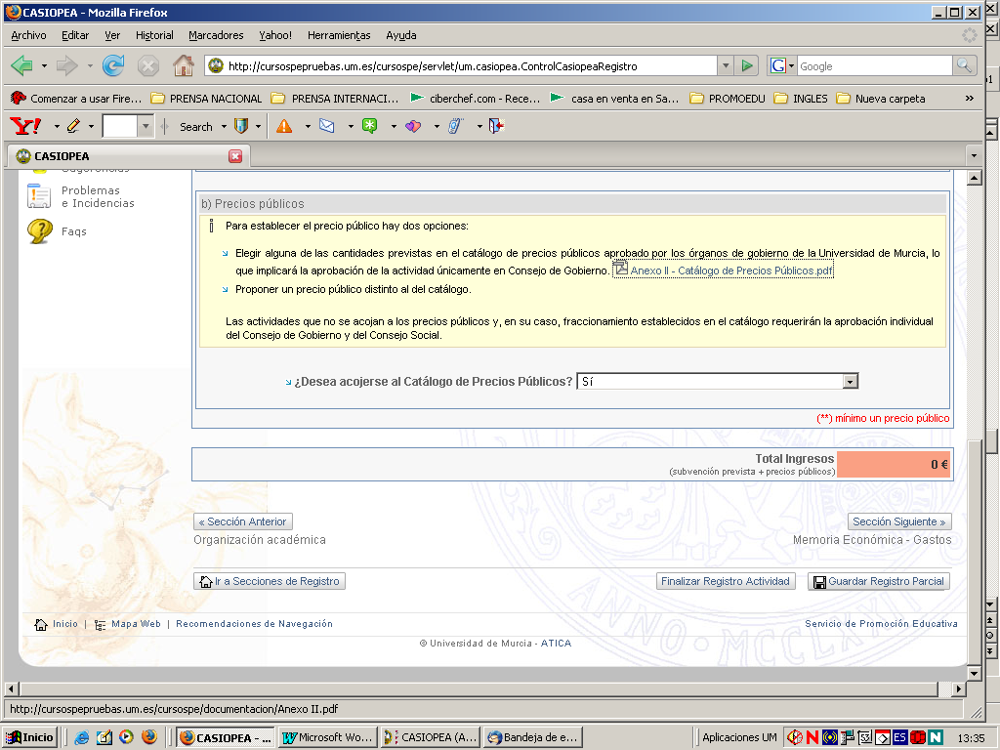 CASIOPEA - Mozilla Firefox
Archivo Editar Ver Historial Marcadores Yahoo! Herramientas Ayuda
http://cursospepruebas.um.es/cursospe/servlet/um.casiopea.ControlCasiopeaRegistro
G Google
Comenzar a usar Fire... PRENSA NACIONAL PRENSA INTERNACI... ciberchef.com - Rece... casa en venta en Sa... PROMOEDU INGLES Nueva carpeta »
Y! Search
CASIOPEA
Sugerencias
Problemas
e Incidencias
Faqs
b) Precios públicos
Para establecer el precio público hay dos opciones:
Elegir alguna de las cantidades previstas en el catálogo de precios públicos aprobado por los órganos de gobierno de la Universidad de Murcia, lo
que implicará la aprobación de la actividad únicamente en Consejo de Gobierno. Anexo II - Catálogo de Precios Públicos.pdf
Proponer un precio público distinto al del catálogo.
Las actividades que no se acojan a los precios públicos y, en su caso, fraccionamiento establecidos en el catálogo requerirán la aprobación individual
del Consejo de Gobierno y del Consejo Social.
¿Desea acojerse al Catálogo de Precios Públicos? Sí
(**) mínimo un precio público
Total Ingresos
(subvención prevista + precios públicos)
0 €
« Sección Anterior
Organización académica
Sección Siguiente »
Memoria Económica - Gastos
Ir a Secciones de Registro
Finalizar Registro Actividad
Guardar Registro Parcial
ANNO MCCLXXII
Inicio | Mapa Web | Recomendaciones de Navegación
Servicio de Promoción Educativa
© Universidad de Murcia - ATICA
http://cursospepruebas.um.es/cursospe/documentacion/Anexo II.pdf
Inicio
CASIOPEA - ...
Microsoft Wo...
CASIOPEA (A...
Bandeja de e...
Aplicaciones UM
ES
13:35